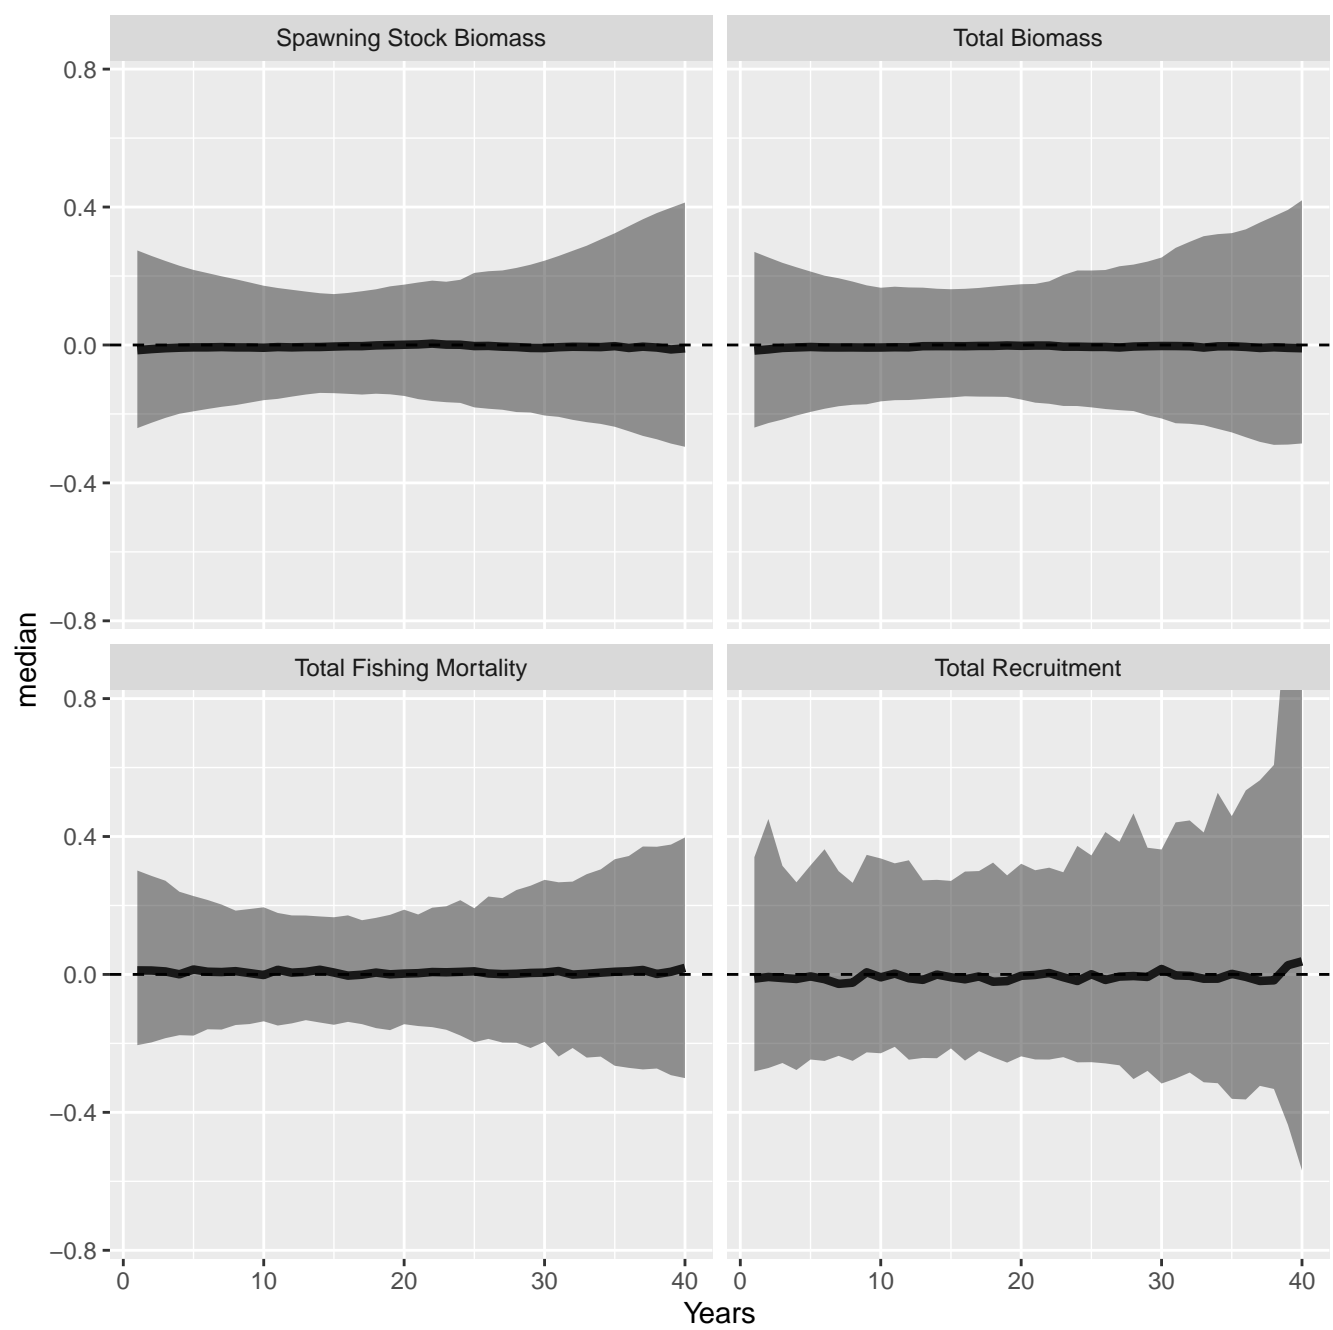 Spawning Stock Biomass
Total Biomass
0.8
0.4
0.0
−0.4
−0.8
median
Total Fishing Mortality
Total Recruitment
0.8
0.4
0.0
−0.4
−0.8
0 10 20 30 40
0 10 20 30 40
Years